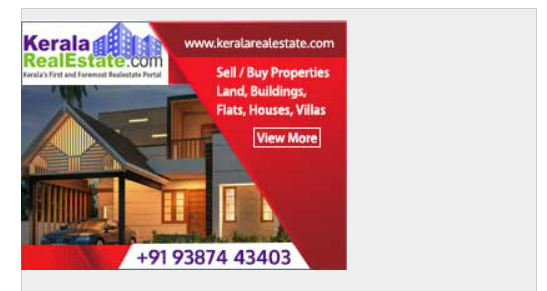 Kerala
RealEstate.com
Kerala's First and Foremost Realestate Portal
www.keralarealestate.com
Sell / Buy Properties
Land, Buildings,
Flats, Houses, Villas
View More
+91 93874 43403